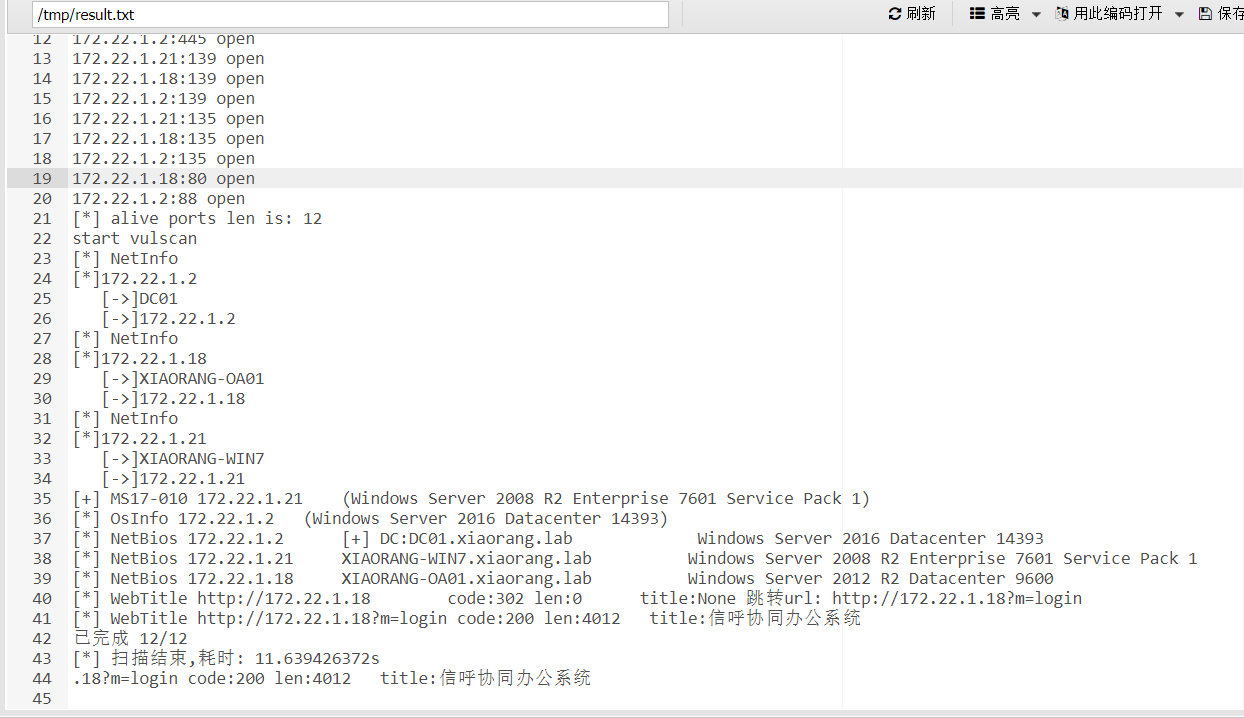 /tmp/result.txt 刷新 高亮 用此编码打开 保存
12 172.22.1.2:445 open
13 172.22.1.21:139 open
14 172.22.1.18:139 open
15 172.22.1.2:139 open
16 172.22.1.21:135 open
17 172.22.1.18:135 open
18 172.22.1.2:135 open
19 172.22.1.18:80 open
20 172.22.1.2:88 open
21 [*] alive ports len is: 12
22 start vulscan
23 [*] NetInfo
24 [*]172.22.1.2
25 [->]DC01
26 [->]172.22.1.2
27 [*] NetInfo
28 [*]172.22.1.18
29 [->]XIAORANG-OA01
30 [->]172.22.1.18
31 [*] NetInfo
32 [*]172.22.1.21
33 [->]XIAORANG-WIN7
34 [->]172.22.1.21
35 [+] MS17-010 172.22.1.21 (Windows Server 2008 R2 Enterprise 7601 Service Pack 1)
36 [*] OsInfo 172.22.1.2 (Windows Server 2016 Datacenter 14393)
37 [*] NetBios 172.22.1.2 [+] DC:DC01.xiaorang.lab Windows Server 2016 Datacenter 14393
38 [*] NetBios 172.22.1.21 XIAORANG-WIN7.xiaorang.lab Windows Server 2008 R2 Enterprise 7601 Service Pack 1
39 [*] NetBios 172.22.1.18 XIAORANG-OA01.xiaorang.lab Windows Server 2012 R2 Datacenter 9600
40 [*] WebTitle http://172.22.1.18 code:302 len:0 title:None 跳转url: http://172.22.1.18?m=login
41 [*] WebTitle http://172.22.1.18?m=login code:200 len:4012 title:信呼协同办公系统
42 已完成 12/12
43 [*] 扫描结束,耗时: 11.639426372s
44 .18?m=login code:200 len:4012 title:信呼协同办公系统
45